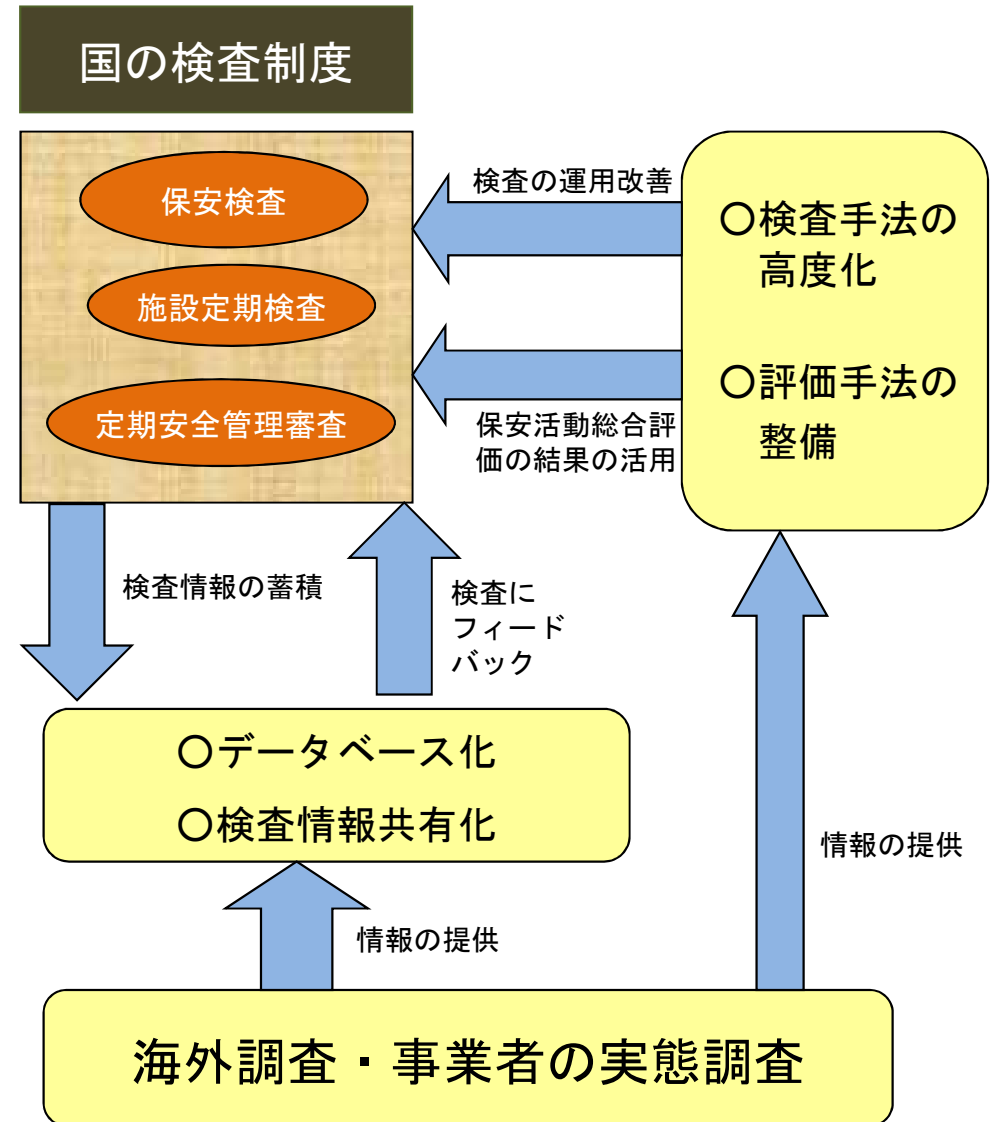 国の検査制度
保安検査
施設定期検査
定期安全管理審査
検査の運用改善
保安活動総合評
価の結果の活用
〇検査手法の
高度化
〇評価手法の
整備
検査情報の蓄積
検査に
フィード
バック
〇データベース化
〇検査情報共有化
情報の提供
情報の提供
海外調査・事業者の実態調査